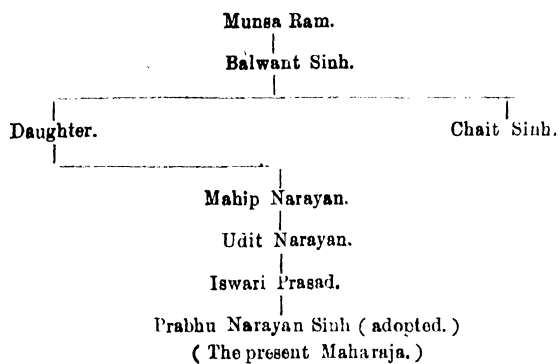 Munsa Ram.
Balwant Sinh.
Daughter.
Chait Sinh.
Mahip Narayan.
Udit Narayan.
Iswari Prasad.
Prabhu Narayan Sinh ( adopted. )
( The present Maharaja. )